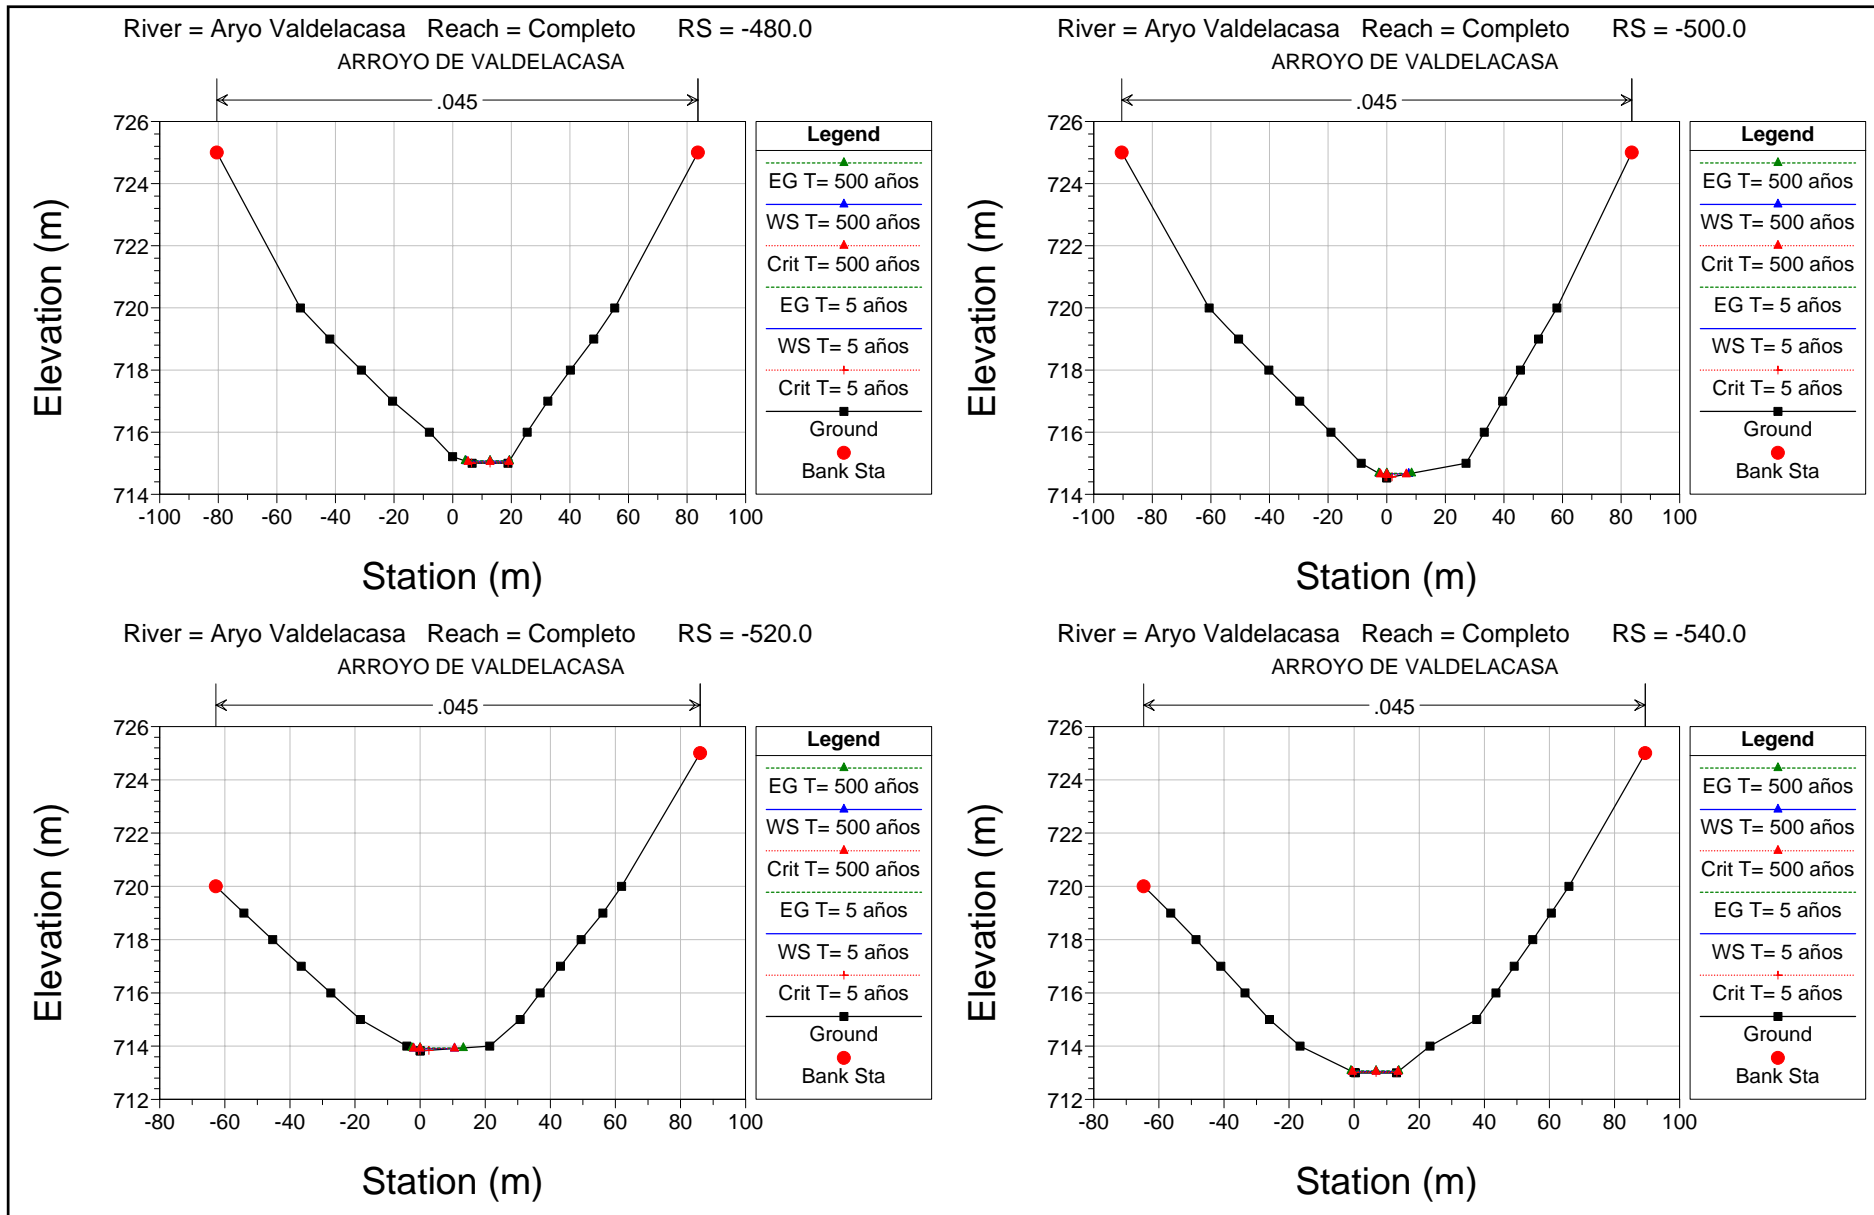 River = Aryo Valdelacasa Reach = Completo RS = -480.0
ARROYO DE VALDELACASA
.045
726
724
722
720
718
716
714
-100 -80 -60 -40 -20 0 20 40 60 80 100
Elevation (m)
Station (m)
Legend
EG T= 500 años
WS T= 500 años
Crit T= 500 años
EG T= 5 años
WS T= 5 años
Crit T= 5 años
Ground
Bank Sta
River = Aryo Valdelacasa Reach = Completo RS = -500.0
ARROYO DE VALDELACASA
.045
726
724
722
720
718
716
714
-100 -80 -60 -40 -20 0 20 40 60 80 100
Elevation (m)
Station (m)
Legend
EG T= 500 años
WS T= 500 años
Crit T= 500 años
EG T= 5 años
WS T= 5 años
Crit T= 5 años
Ground
Bank Sta
River = Aryo Valdelacasa Reach = Completo RS = -520.0
ARROYO DE VALDELACASA
.045
726
724
722
720
718
716
714
712
-80 -60 -40 -20 0 20 40 60 80 100
Elevation (m)
Station (m)
Legend
EG T= 500 años
WS T= 500 años
Crit T= 500 años
EG T= 5 años
WS T= 5 años
Crit T= 5 años
Ground
Bank Sta
River = Aryo Valdelacasa Reach = Completo RS = -540.0
ARROYO DE VALDELACASA
.045
726
724
722
720
718
716
714
712
-80 -60 -40 -20 0 20 40 60 80 100
Elevation (m)
Station (m)
Legend
EG T= 500 años
WS T= 500 años
Crit T= 500 años
EG T= 5 años
WS T= 5 años
Crit T= 5 años
Ground
Bank Sta